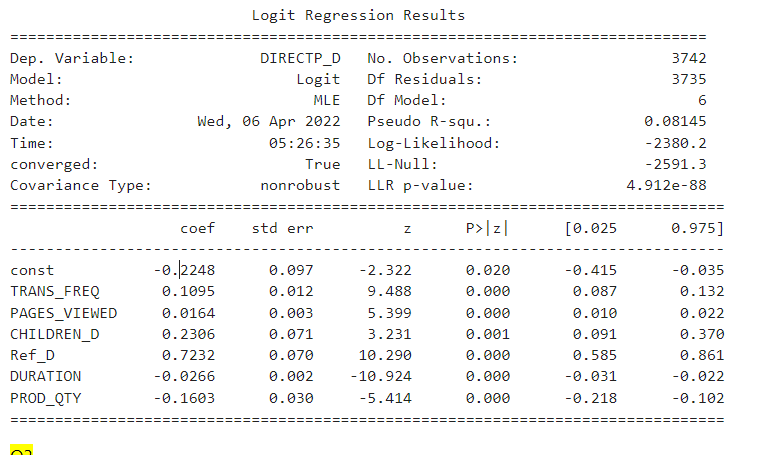 Logit Regression Results
==============================================================================
Dep. Variable: DIRECTP_D No. Observations: 3742
Model: Logit Df Residuals: 3735
Method: MLE Df Model: 6
Date: Wed, 06 Apr 2022 Pseudo R-squ.: 0.08145
Time: 05:26:35 Log-Likelihood: -2380.2
converged: True LL-Null: -2591.3
Covariance Type: nonrobust LLR p-value: 4.912e-88
================================================================================
coef std err z P>|z| [0.025 0.975]
--------------------------------------------------------------------------------
const -0.2248 0.097 -2.322 0.020 -0.415 -0.035
TRANS_FREQ 0.1095 0.012 9.488 0.000 0.087 0.132
PAGES_VIEWED 0.0164 0.003 5.399 0.000 0.010 0.022
CHILDREN_D 0.2306 0.071 3.231 0.001 0.091 0.370
Ref_D 0.7232 0.070 10.290 0.000 0.585 0.861
DURATION -0.0266 0.002 -10.924 0.000 -0.031 -0.022
PROD_QTY -0.1603 0.030 -5.414 0.000 -0.218 -0.102
================================================================================